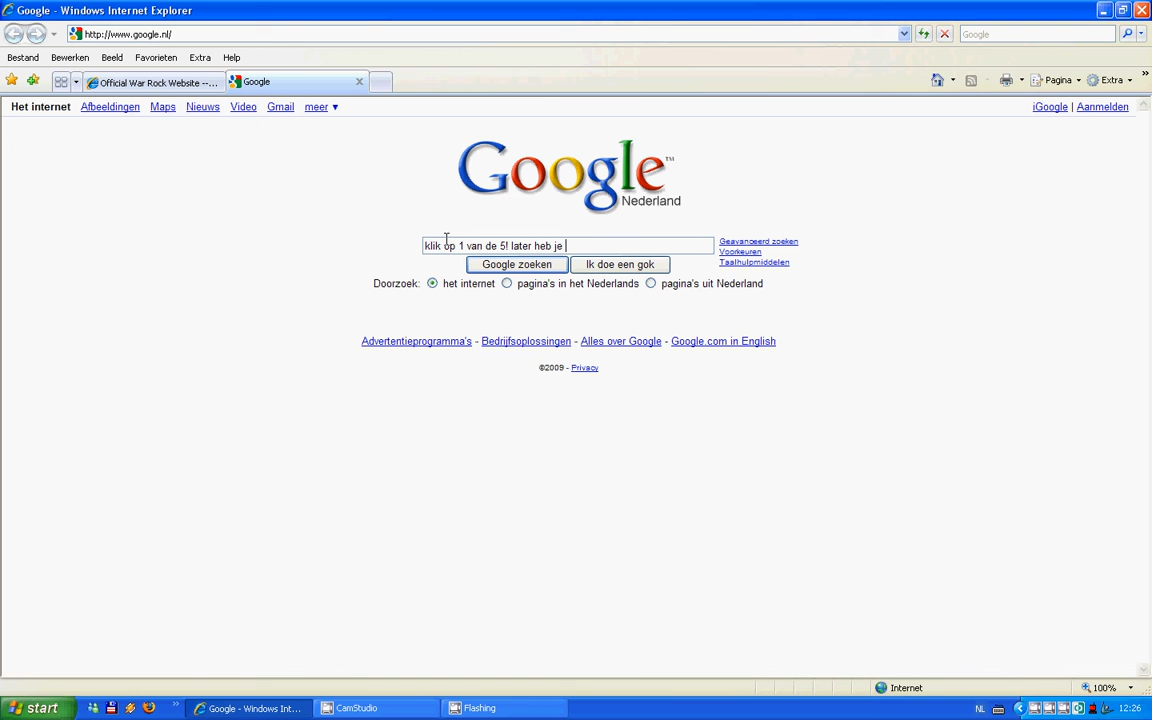 Google - Windows Internet Explorer
http://www.google.nl/
Google
Bestand Bewerken Beeld Favorieten Extra Help
Official War Rock Website --... Google
Pagina Extra
Het internet Afbeeldingen Maps Nieuws Video Gmail meer ▼
iGoogle | Aanmelden
Google™
Nederland
klik op 1 van de 5! later heb je
Geavanceerd zoeken
Voorkeuren
Taalhulpmiddelen
Google zoeken Ik doe een gok
Doorzoek: het internet pagina's in het Nederlands pagina's uit Nederland
Advertentieprogramma's - Bedrijfsoplossingen - Alles over Google - Google.com in English
©2009 - Privacy
Internet 100%
start Google - Windows Int... CamStudio Flashing NL 12:26